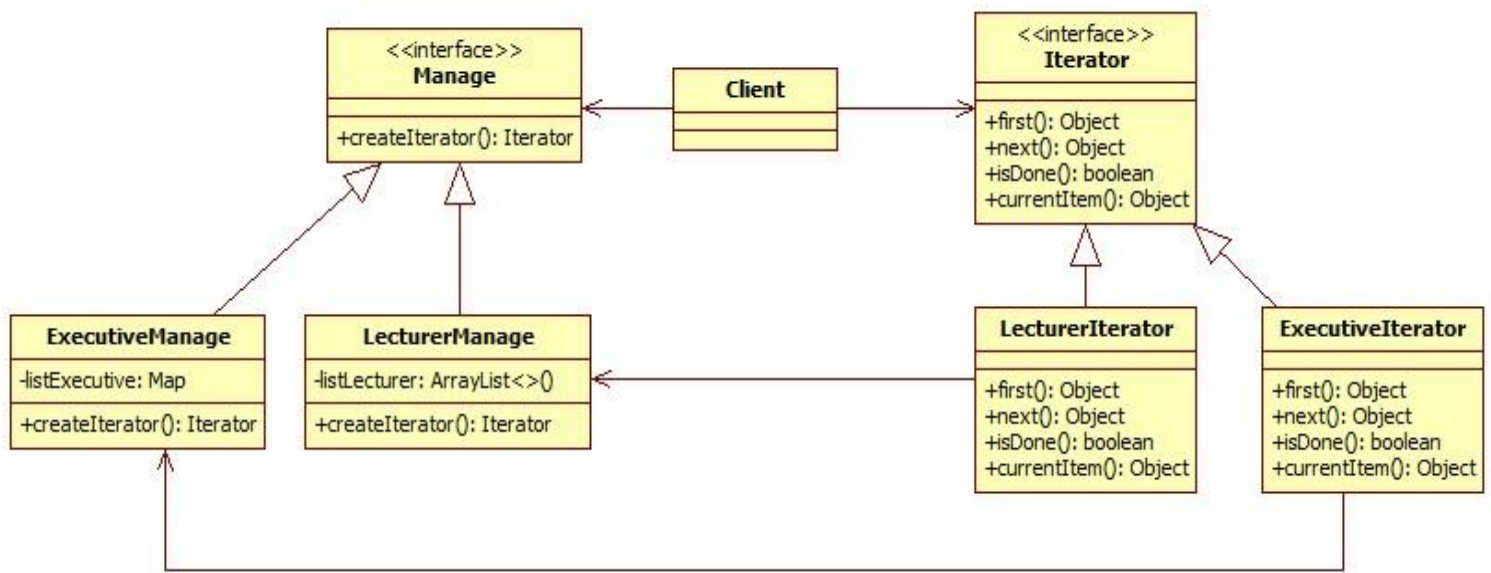 <<interface>>
Manage
+createIterator(): Iterator
Client
<<interface>>
Iterator
+first(): Object
+next(): Object
+isDone(): boolean
+currentItem(): Object
ExecutiveManage
-listExecutive: Map
+createIterator(): Iterator
LecturerManage
-listLecturer: ArrayList<>()
+createIterator(): Iterator
LecturerIterator
+first(): Object
+next(): Object
+isDone(): boolean
+currentItem(): Object
ExecutiveIterator
+first(): Object
+next(): Object
+isDone(): boolean
+currentItem(): Object